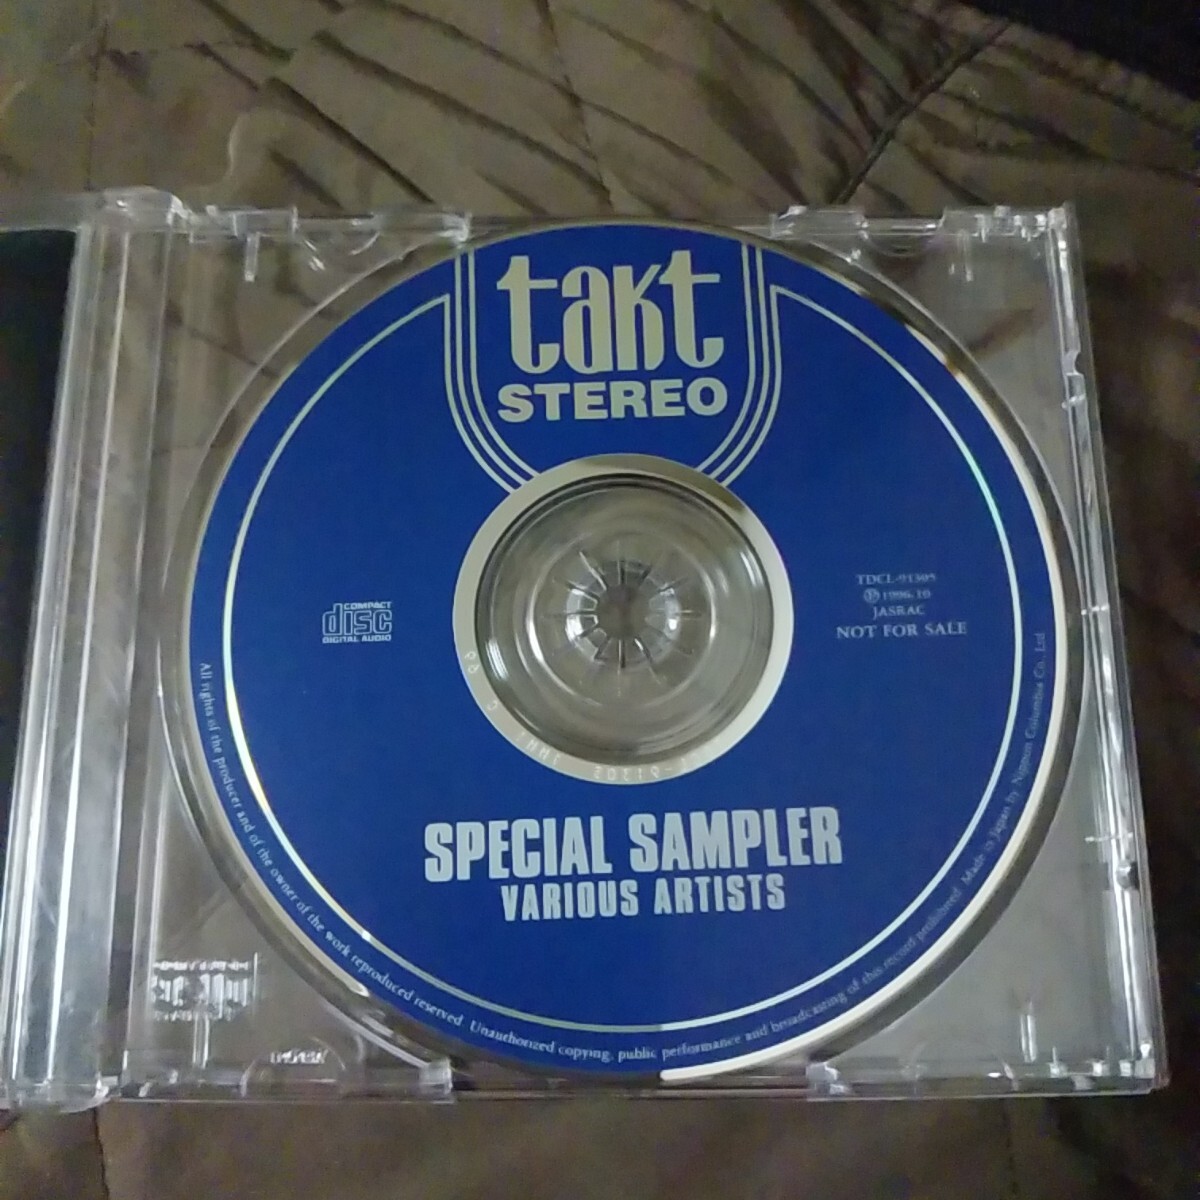 takt
STEREO
COMPACT
disc
DIGITAL AUDIO
TDCL-91305
Ⓟ1996.10
JASRAC
NOT FOR SALE
SPECIAL SAMPLER
VARIOUS ARTISTS
All rights of the producer and of the owner of the work reproduced reserved. Unauthorized copying, public performance and broadcasting of this record prohibited. Made in Japan by Nippon Columbia Co., Ltd.